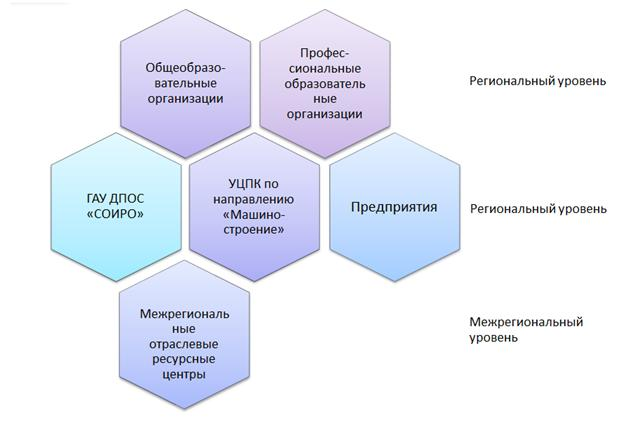 Общеобразо-
вательные
организации
Профес-
сиональные
образователь
ные
организации
Региональный уровень
ГАУ ДПОС
«СОИРО»
УЦПК по
направлению
«Машино-
строение»
Предприятия
Региональный уровень
Межрегиональ
ные
отраслевые
ресурсные
центры
Межрегиональный
уровень